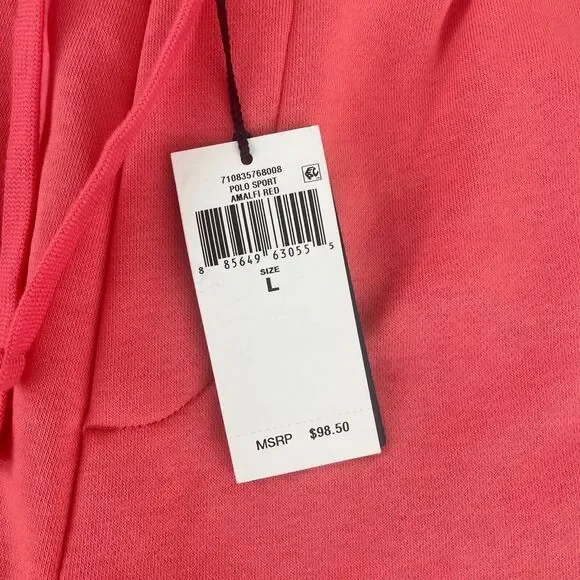 710835768008
POLO SPORT
AMALFI RED
8 85649 63055 5
SIZE
L
MSRP $98.50